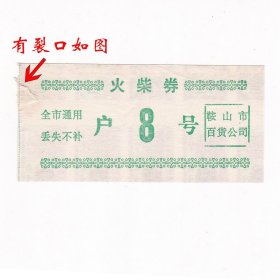 有裂口如图
火柴券
全市通用
丢失不补
户 8 号
鞍山市
百货公司